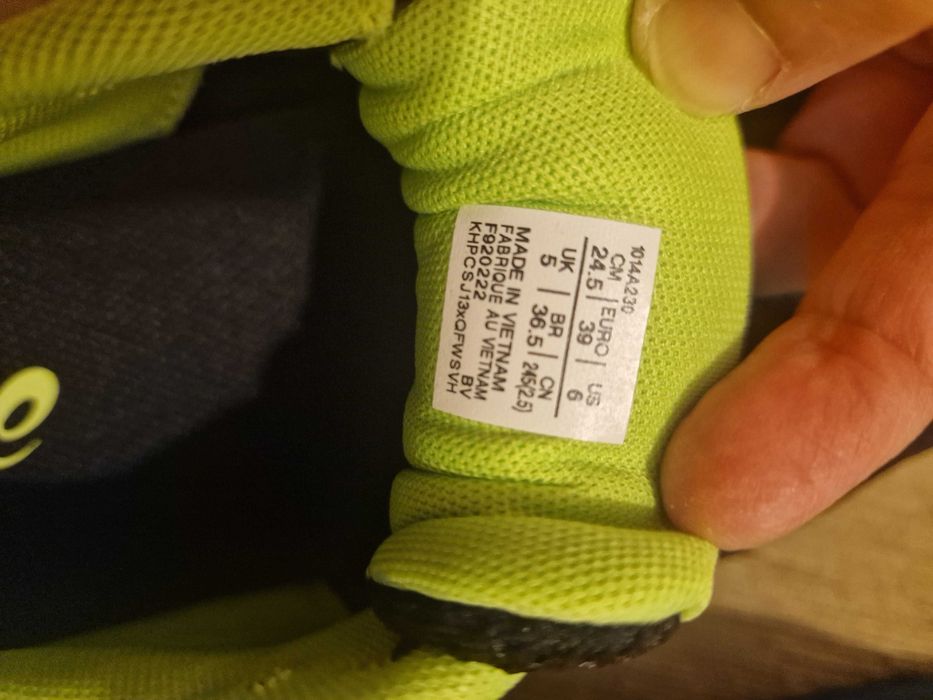 1014A230
CM | EURO | US
24.5 | 39 | 6
UK | BR | CN
5 | 36.5 | 245(2.5)
MADE IN VIETNAM
FABRIQUE AU VIETNAM
F920222 BV
KHPCSJ13xQFWSVH